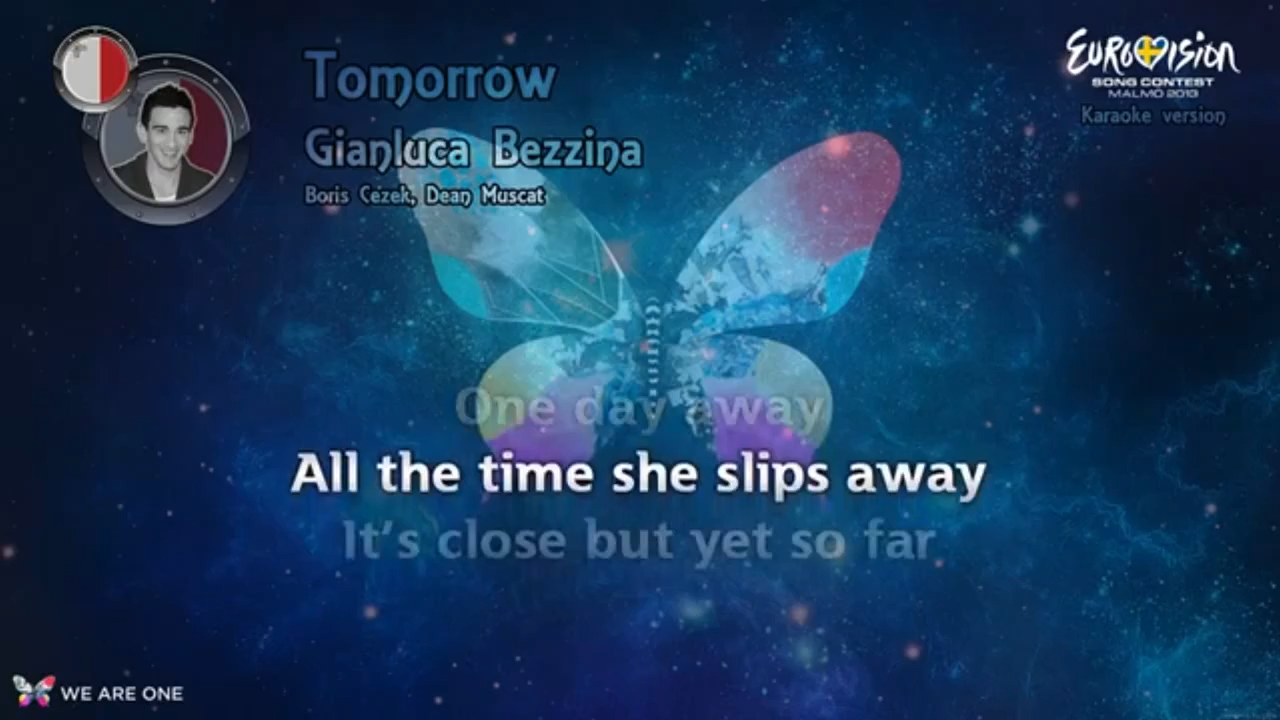 Tomorrow
Gianluca Bezzina
Boris Cezek, Dean Muscat
EUROVISION
SONG CONTEST
MALMÖ 2013
Karaoke version
One day away
All the time she slips away
It's close but yet so far
WE ARE ONE